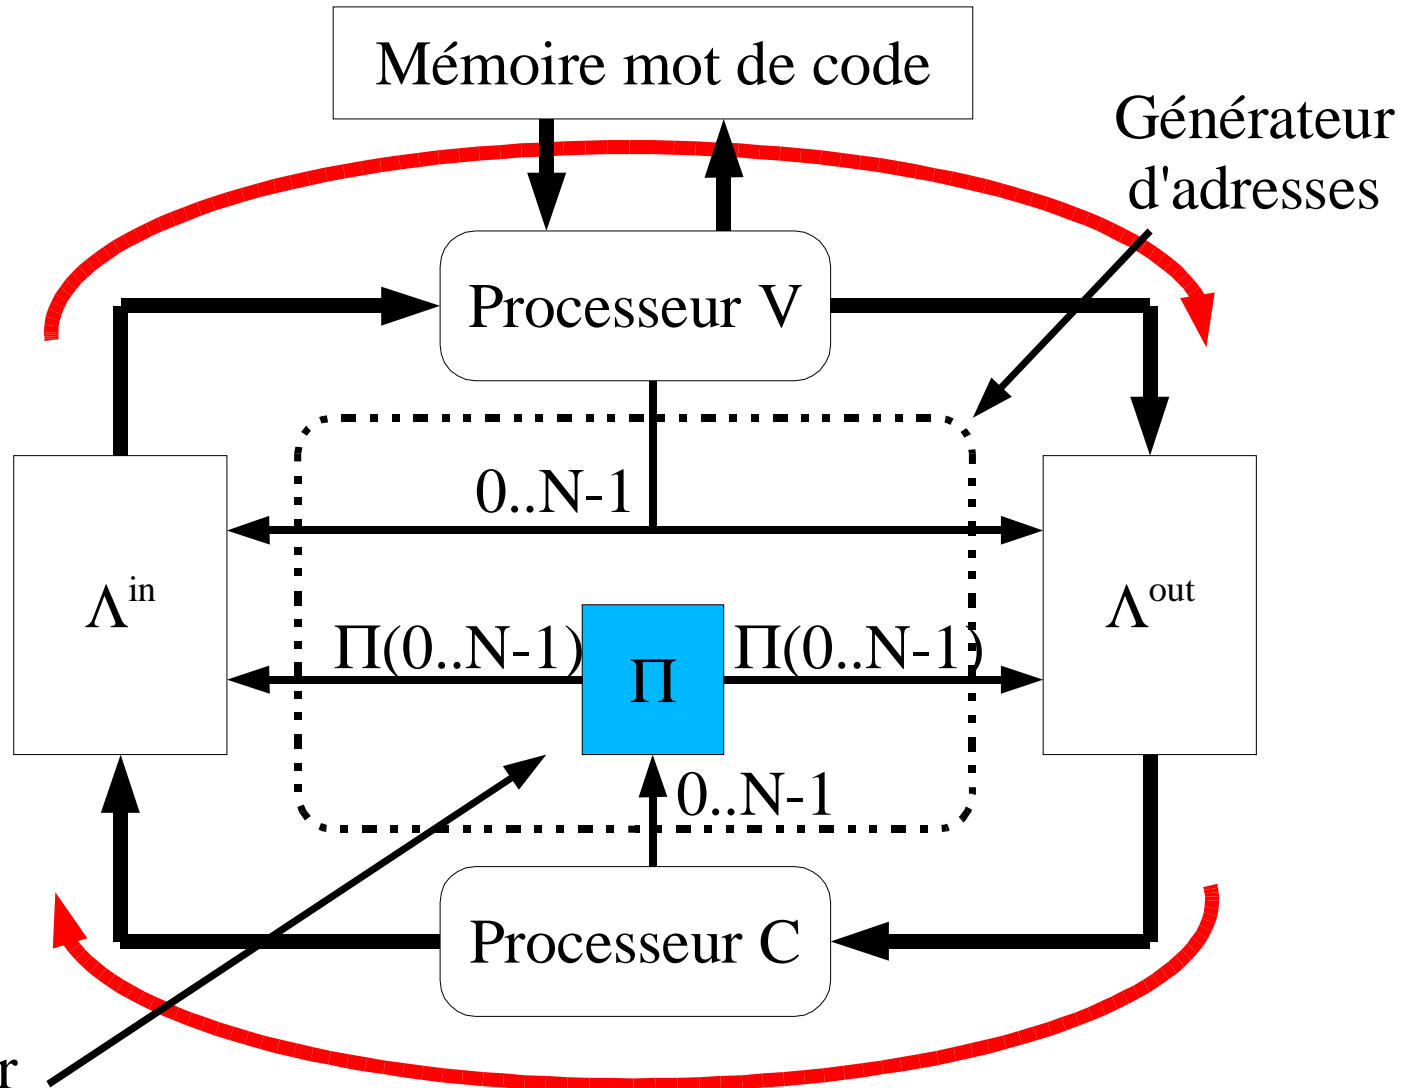 Mémoire mot de code
Générateur
d'adresses
Processeur V
0..N-1
Λin
Λout
Π(0..N-1)
Π
Π(0..N-1)
0..N-1
Processeur C